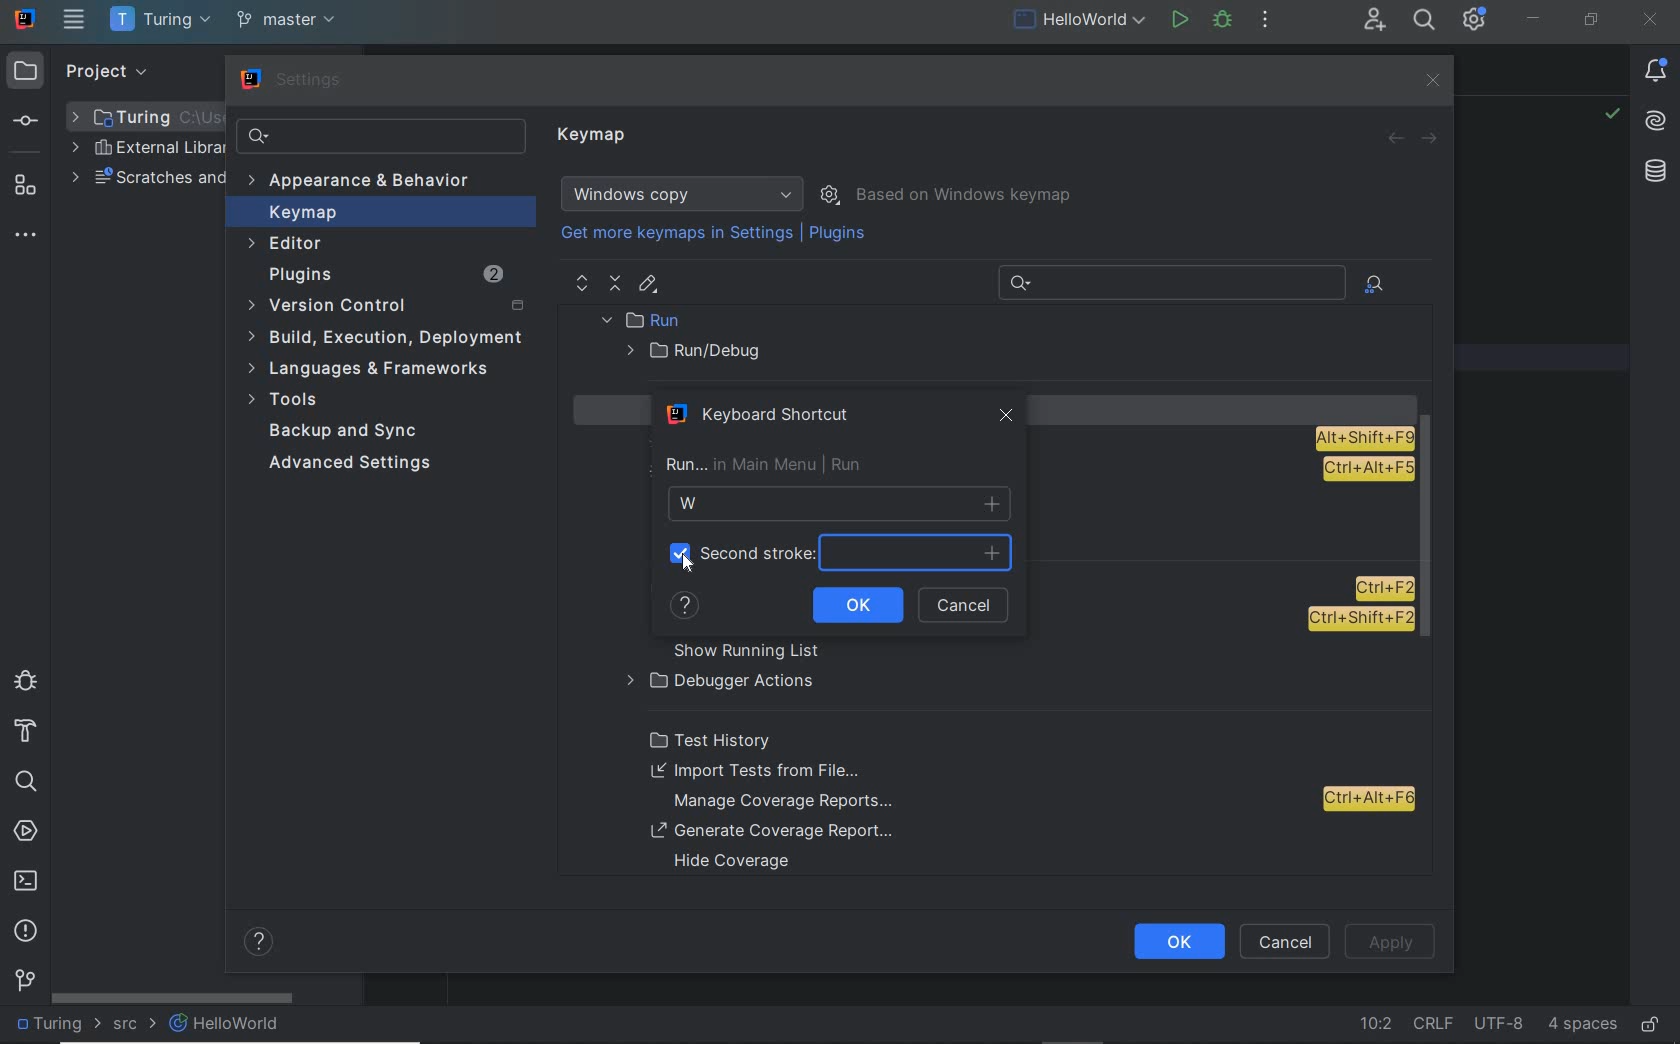 T Turing master HelloWorld
Project
Settings
Turing C:\Use
External Librar
Scratches and
Keymap
Appearance & Behavior
Keymap
Editor
Plugins 2
Version Control
Build, Execution, Deployment
Languages & Frameworks
Tools
Backup and Sync
Advanced Settings
Windows copy Based on Windows keymap
Get more keymaps in Settings | Plugins
Run
Run/Debug
Keyboard Shortcut
Alt+Shift+F9
Run... in Main Menu | Run
Ctrl+Alt+F5
W
Second stroke:
Ctrl+F2
? OK Cancel
Ctrl+Shift+F2
Show Running List
Debugger Actions
Test History
Import Tests from File...
Manage Coverage Reports... Ctrl+Alt+F6
Generate Coverage Report...
Hide Coverage
? OK Cancel Apply
Turing > src > HelloWorld 10:2 CRLF UTF-8 4 spaces